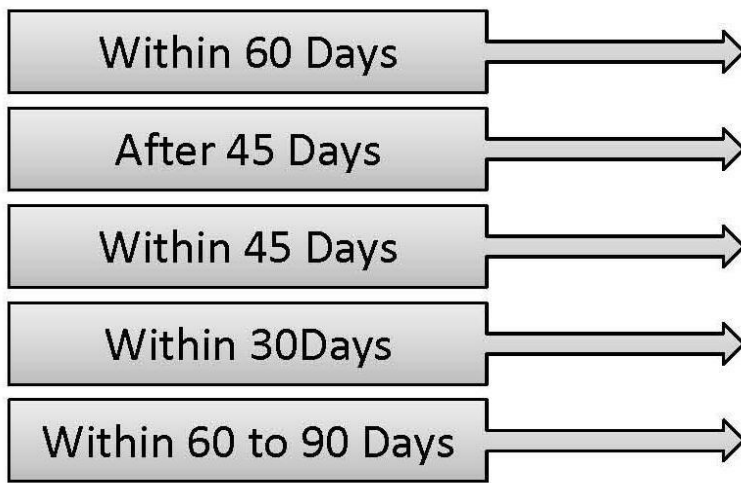 Within 60 Days
After 45 Days
Within 45 Days
Within 30Days
Within 60 to 90 Days